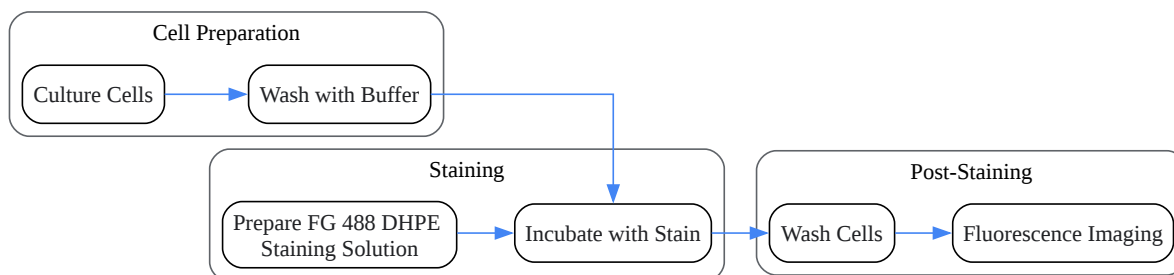 Cell Preparation
Culture Cells
Wash with Buffer
Staining
Prepare FG 488 DHPE
Staining Solution
Incubate with Stain
Post-Staining
Wash Cells
Fluorescence Imaging